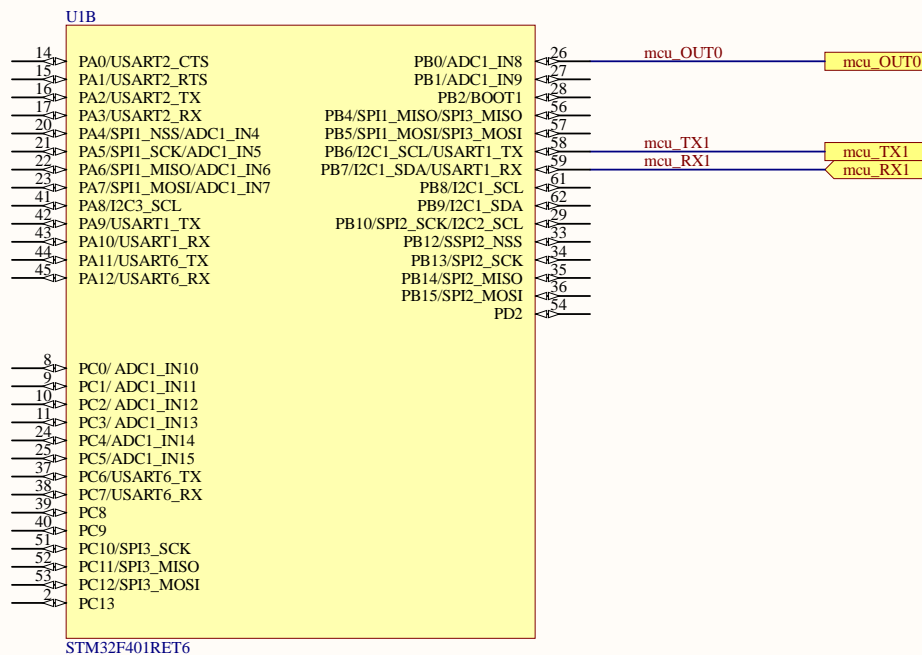 U1B
14 PA0/USART2_CTS
15 PA1/USART2_RTS
16 PA2/USART2_TX
17 PA3/USART2_RX
20 PA4/SPI1_NSS/ADC1_IN4
21 PA5/SPI1_SCK/ADC1_IN5
22 PA6/SPI1_MISO/ADC1_IN6
23 PA7/SPI1_MOSI/ADC1_IN7
41 PA8/I2C3_SCL
42 PA9/USART1_TX
43 PA10/USART1_RX
44 PA11/USART6_TX
45 PA12/USART6_RX
8 PC0/ ADC1_IN10
9 PC1/ ADC1_IN11
10 PC2/ ADC1_IN12
11 PC3/ ADC1_IN13
24 PC4/ADC1_IN14
25 PC5/ADC1_IN15
37 PC6/USART6_TX
38 PC7/USART6_RX
39 PC8
40 PC9
51 PC10/SPI3_SCK
52 PC11/SPI3_MISO
53 PC12/SPI3_MOSI
2 PC13
PB0/ADC1_IN8 26 mcu_OUT0 mcu_OUT0
PB1/ADC1_IN9 27
PB2/BOOT1 28
PB4/SPI1_MISO/SPI3_MISO 56
PB5/SPI1_MOSI/SPI3_MOSI 57
PB6/I2C1_SCL/USART1_TX 58 mcu_TX1 mcu_TX1
PB7/I2C1_SDA/USART1_RX 59 mcu_RX1 mcu_RX1
PB8/I2C1_SCL 61
PB9/I2C1_SDA 62
PB10/SPI2_SCK/I2C2_SCL 29
PB12/SSPI2_NSS 33
PB13/SPI2_SCK 34
PB14/SPI2_MISO 35
PB15/SPI2_MOSI 36
PD2 54
STM32F401RET6